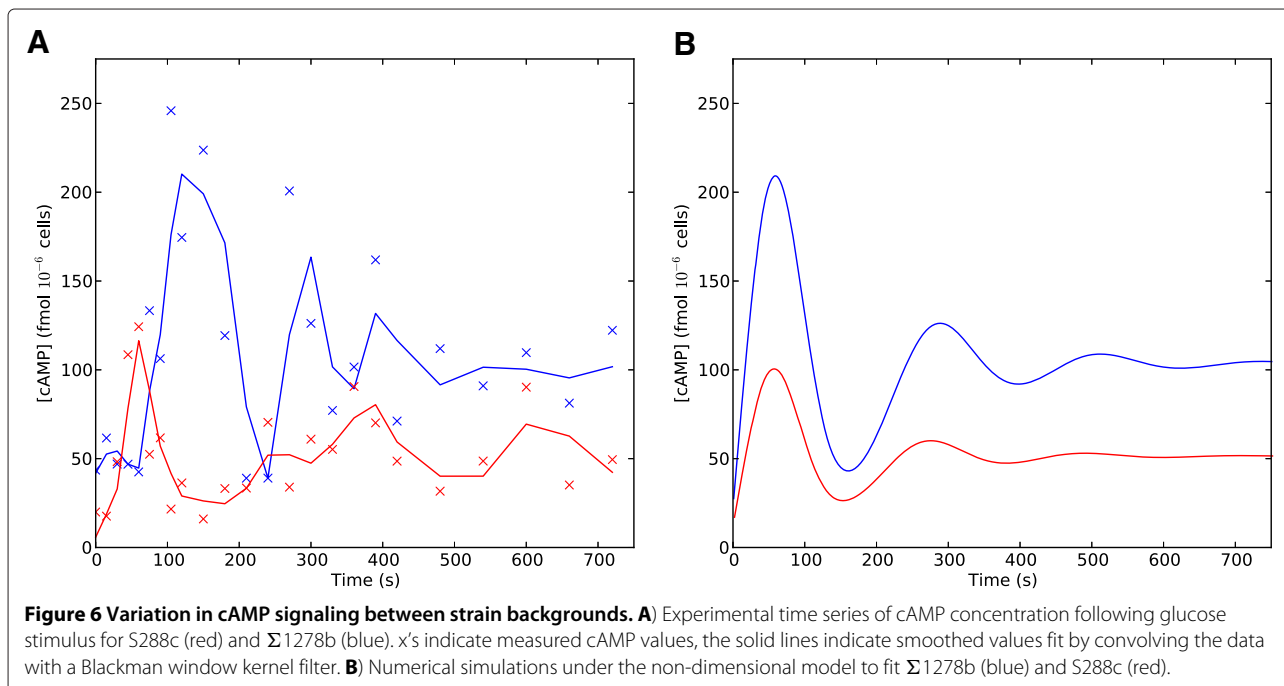 A
250
200
150
100
50
0
[cAMP] (fmol 10⁻⁶ cells)
0 100 200 300 400 500 600 700
Time (s)
B
250
200
150
100
50
0
[cAMP] (fmol 10⁻⁶ cells)
0 100 200 300 400 500 600 700
Time (s)
Figure 6 Variation in cAMP signaling between strain backgrounds. A) Experimental time series of cAMP concentration following glucose
stimulus for S288c (red) and Σ1278b (blue). x's indicate measured cAMP values, the solid lines indicate smoothed values fit by convolving the data
with a Blackman window kernel filter. B) Numerical simulations under the non-dimensional model to fit Σ1278b (blue) and S288c (red).